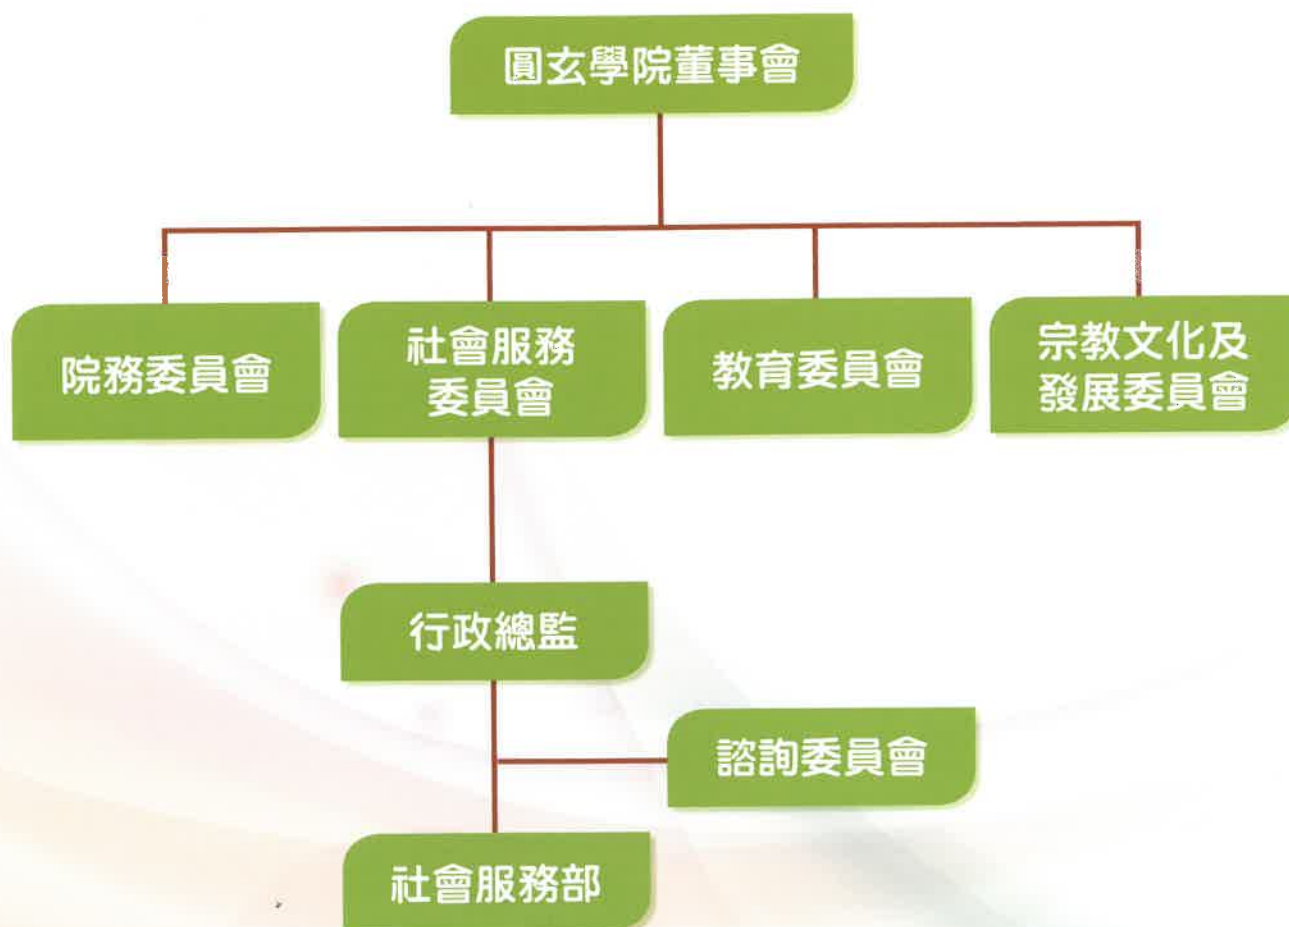 圓玄學院董事會
院務委員會
社會服務
委員會
教育委員會
宗教文化及
發展委員會
行政總監
諮詢委員會
社會服務部